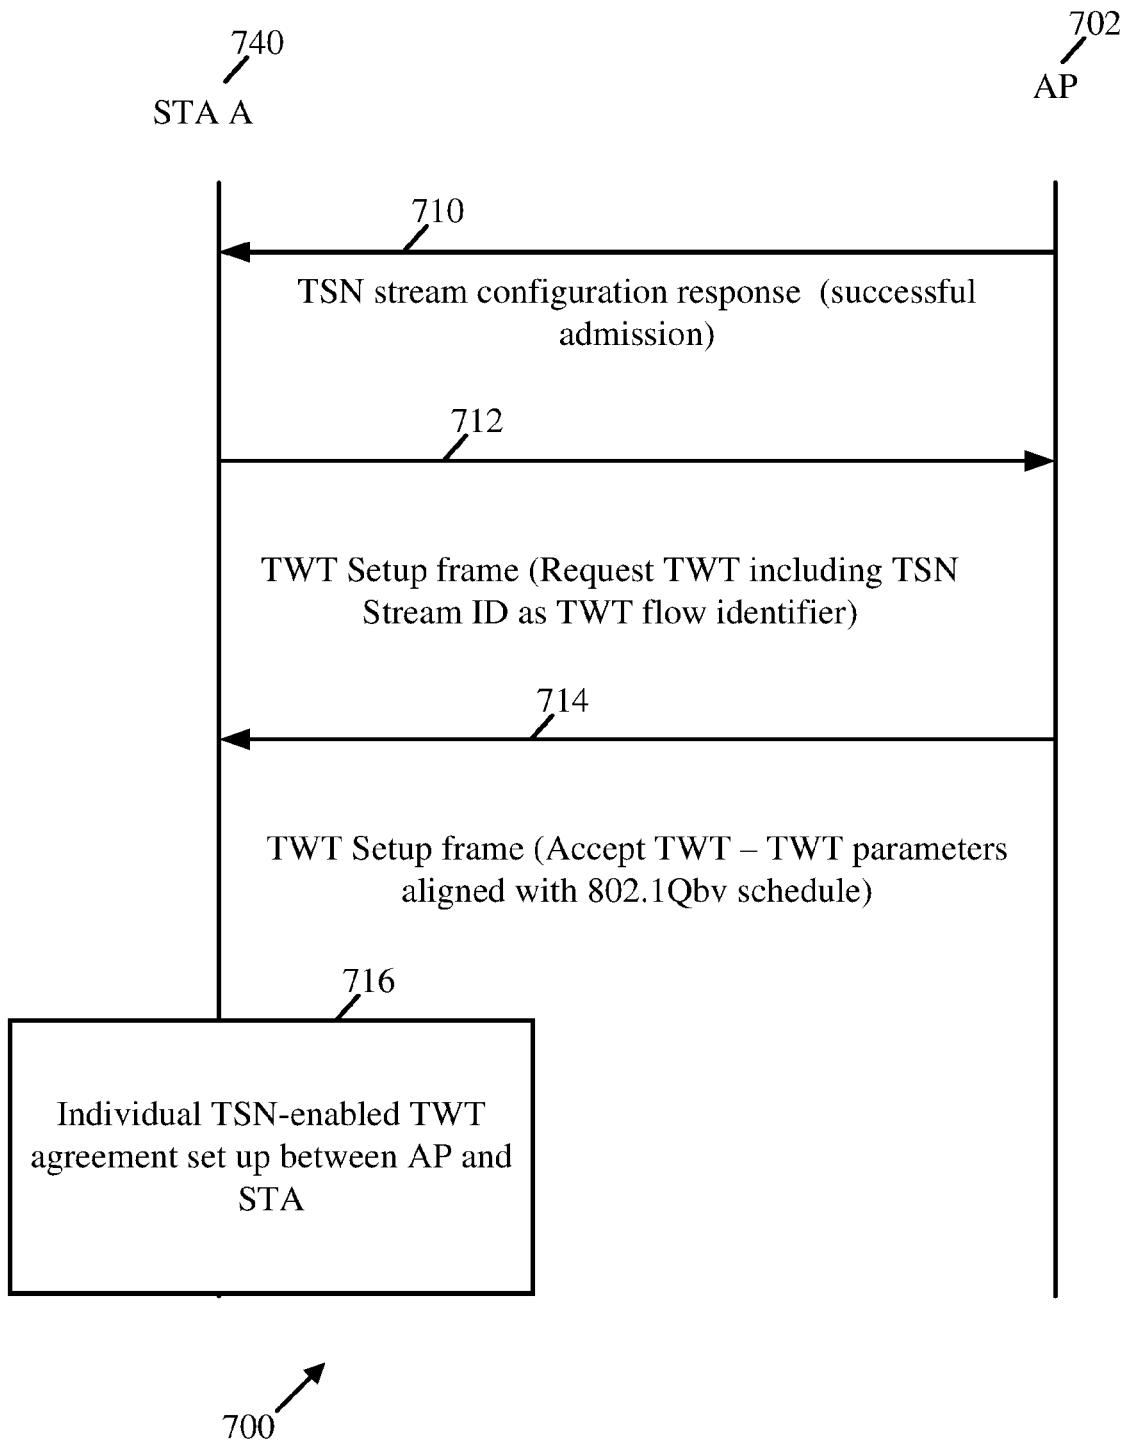 740
702
STA A
AP
710
TSN stream configuration response (successful
admission)
712
TWT Setup frame (Request TWT including TSN
Stream ID as TWT flow identifier)
714
TWT Setup frame (Accept TWT – TWT parameters
aligned with 802.1Qbv schedule)
716
Individual TSN-enabled TWT
agreement set up between AP and
STA
700